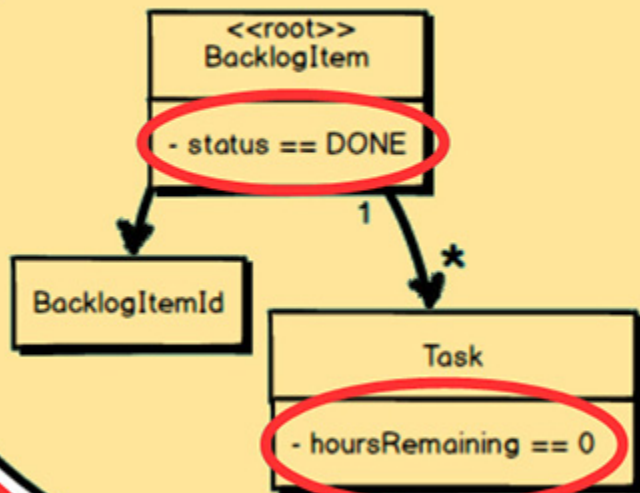 <<root>>
BacklogItem
- status == DONE
1
*
BacklogItemId
Task
- hoursRemaining == 0